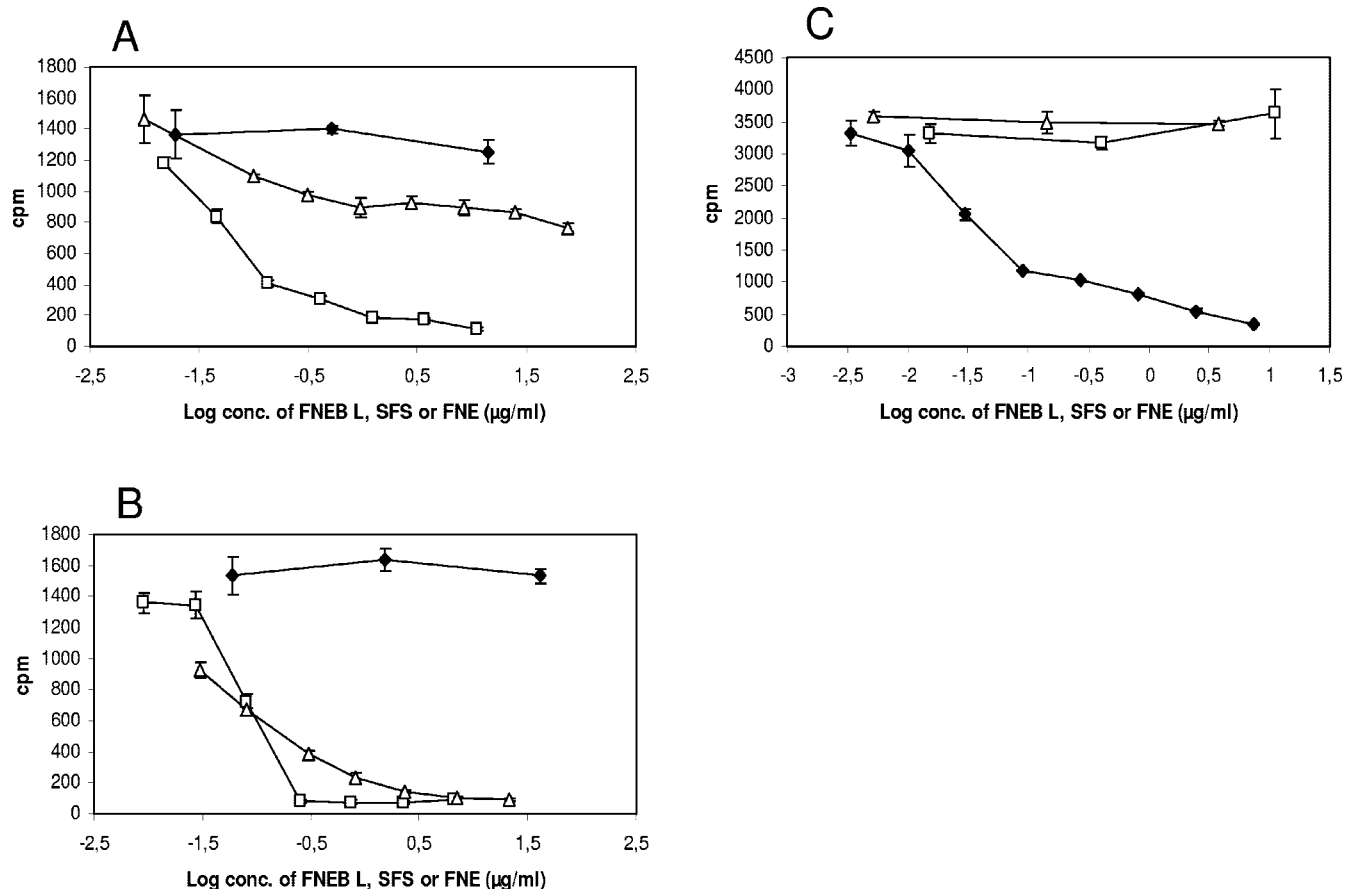 A
1800
1600
1400
1200
1000
800
600
400
200
0
cpm
-2,5 -1,5 -0,5 0,5 1,5 2,5
Log conc. of FNEB L, SFS or FNE (µg/ml)
C
4500
4000
3500
3000
2500
2000
1500
1000
500
0
cpm
-3 -2,5 -2 -1,5 -1 -0,5 0 0,5 1 1,5
Log conc. of FNEB L, SFS or FNE (µg/ml)
B
1800
1600
1400
1200
1000
800
600
400
200
0
cpm
-2,5 -1,5 -0,5 0,5 1,5 2,5
Log conc. of FNEB L, SFS or FNE (µg/ml)